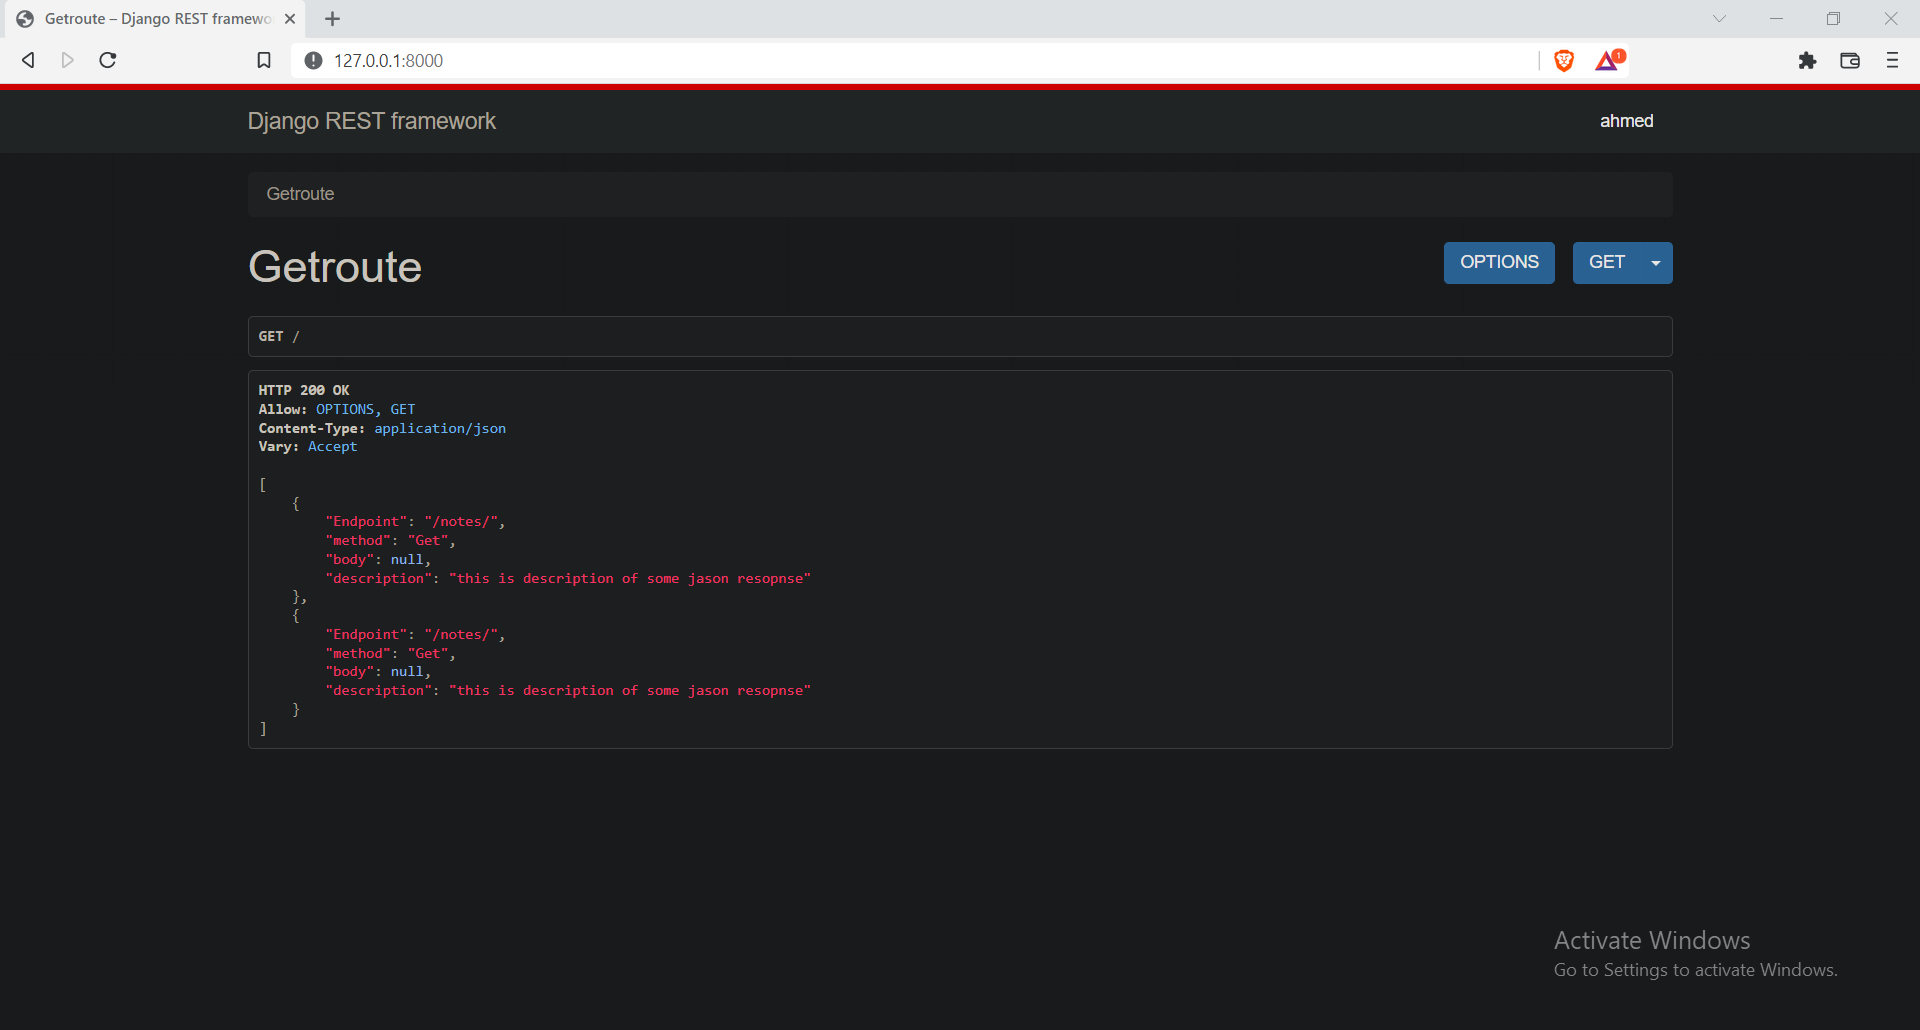 Getroute – Django REST framewo
127.0.0.1:8000
1
Django REST framework
ahmed
Getroute
Getroute
OPTIONS
GET
GET /
HTTP 200 OK
Allow: OPTIONS, GET
Content-Type: application/json
Vary: Accept
[
    {
        "Endpoint": "/notes/",
        "method": "Get",
        "body": null,
        "description": "this is description of some jason resopnse"
    },
    {
        "Endpoint": "/notes/",
        "method": "Get",
        "body": null,
        "description": "this is description of some jason resopnse"
    }
]
Activate Windows
Go to Settings to activate Windows.